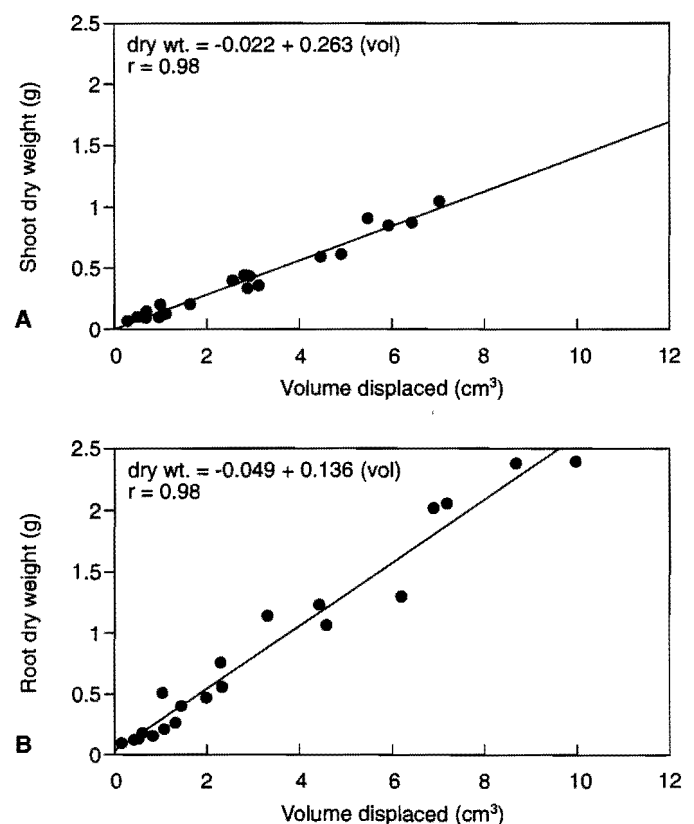 2.5
dry wt. = -0.022 + 0.263 (vol)
r = 0.98
2
1.5
1
0.5
0
Shoot dry weight (g)
A
0 2 4 6 8 10 12
Volume displaced (cm³)
2.5
dry wt. = -0.049 + 0.136 (vol)
r = 0.98
2
1.5
1
0.5
0
Root dry weight (g)
B
0 2 4 6 8 10 12
Volume displaced (cm³)